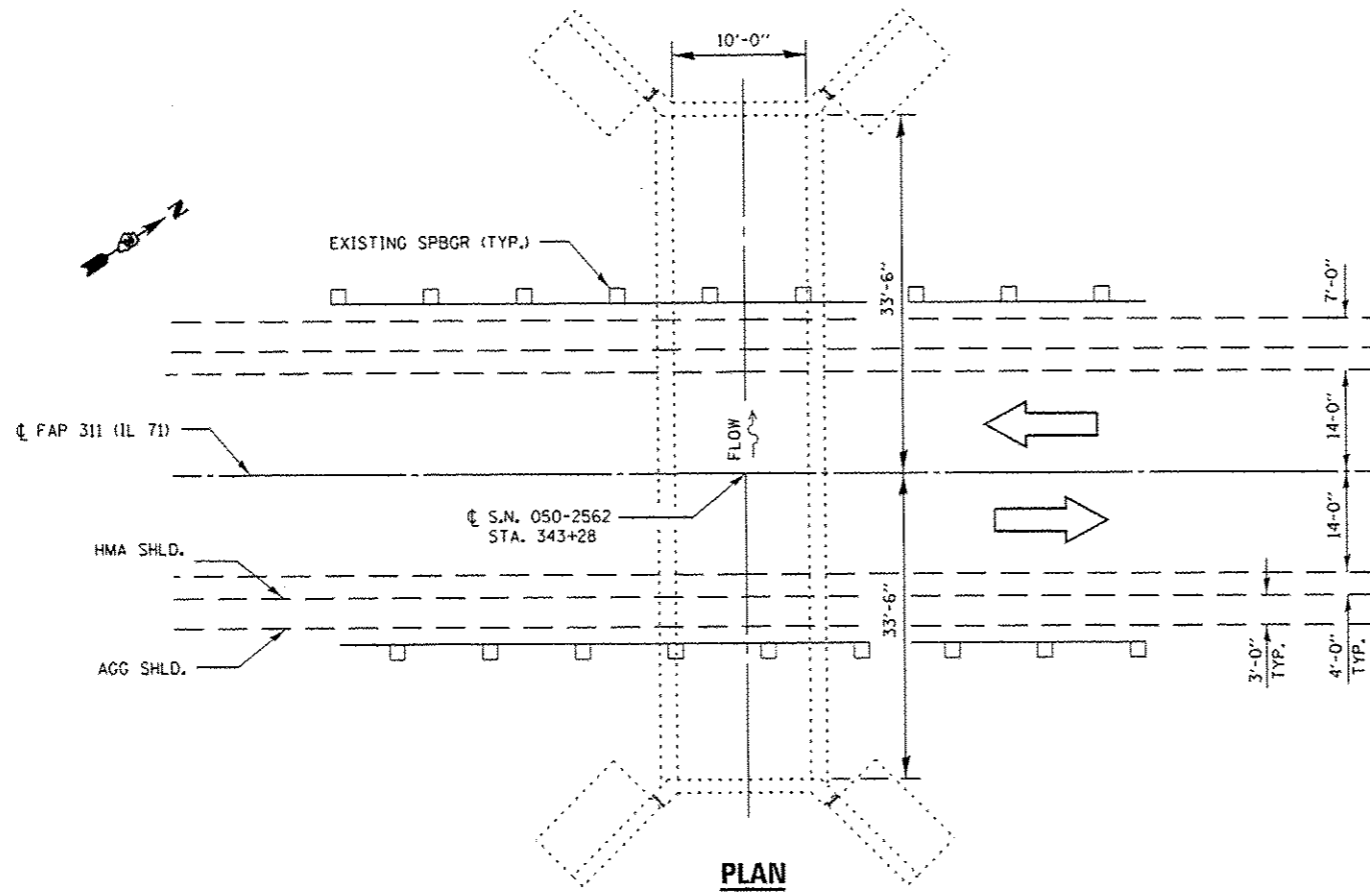 10'-0"
N
EXISTING SPBGR (TYP.)
33'-6"
7'-0"
14'-0"
℄ FAP 311 (IL 71)
FLOW
℄ S.N. 050-2562
STA. 343+28
14'-0"
HMA SHLD.
33'-6"
AGG SHLD.
3'-0"
TYP.
4'-0"
TYP.
PLAN